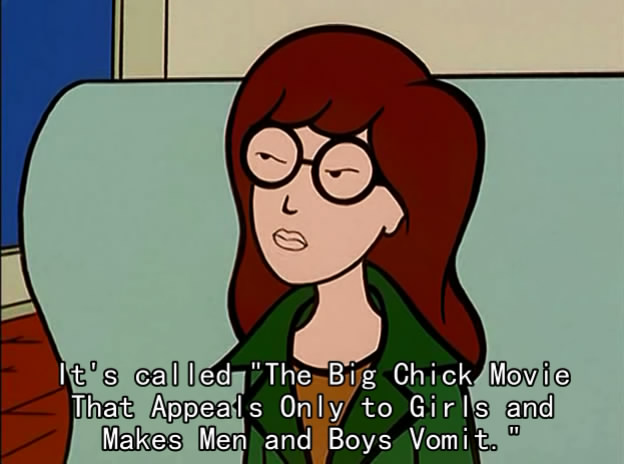 It's called "The Big Chick Movie
That Appeals Only to Girls and
Makes Men and Boys Vomit."